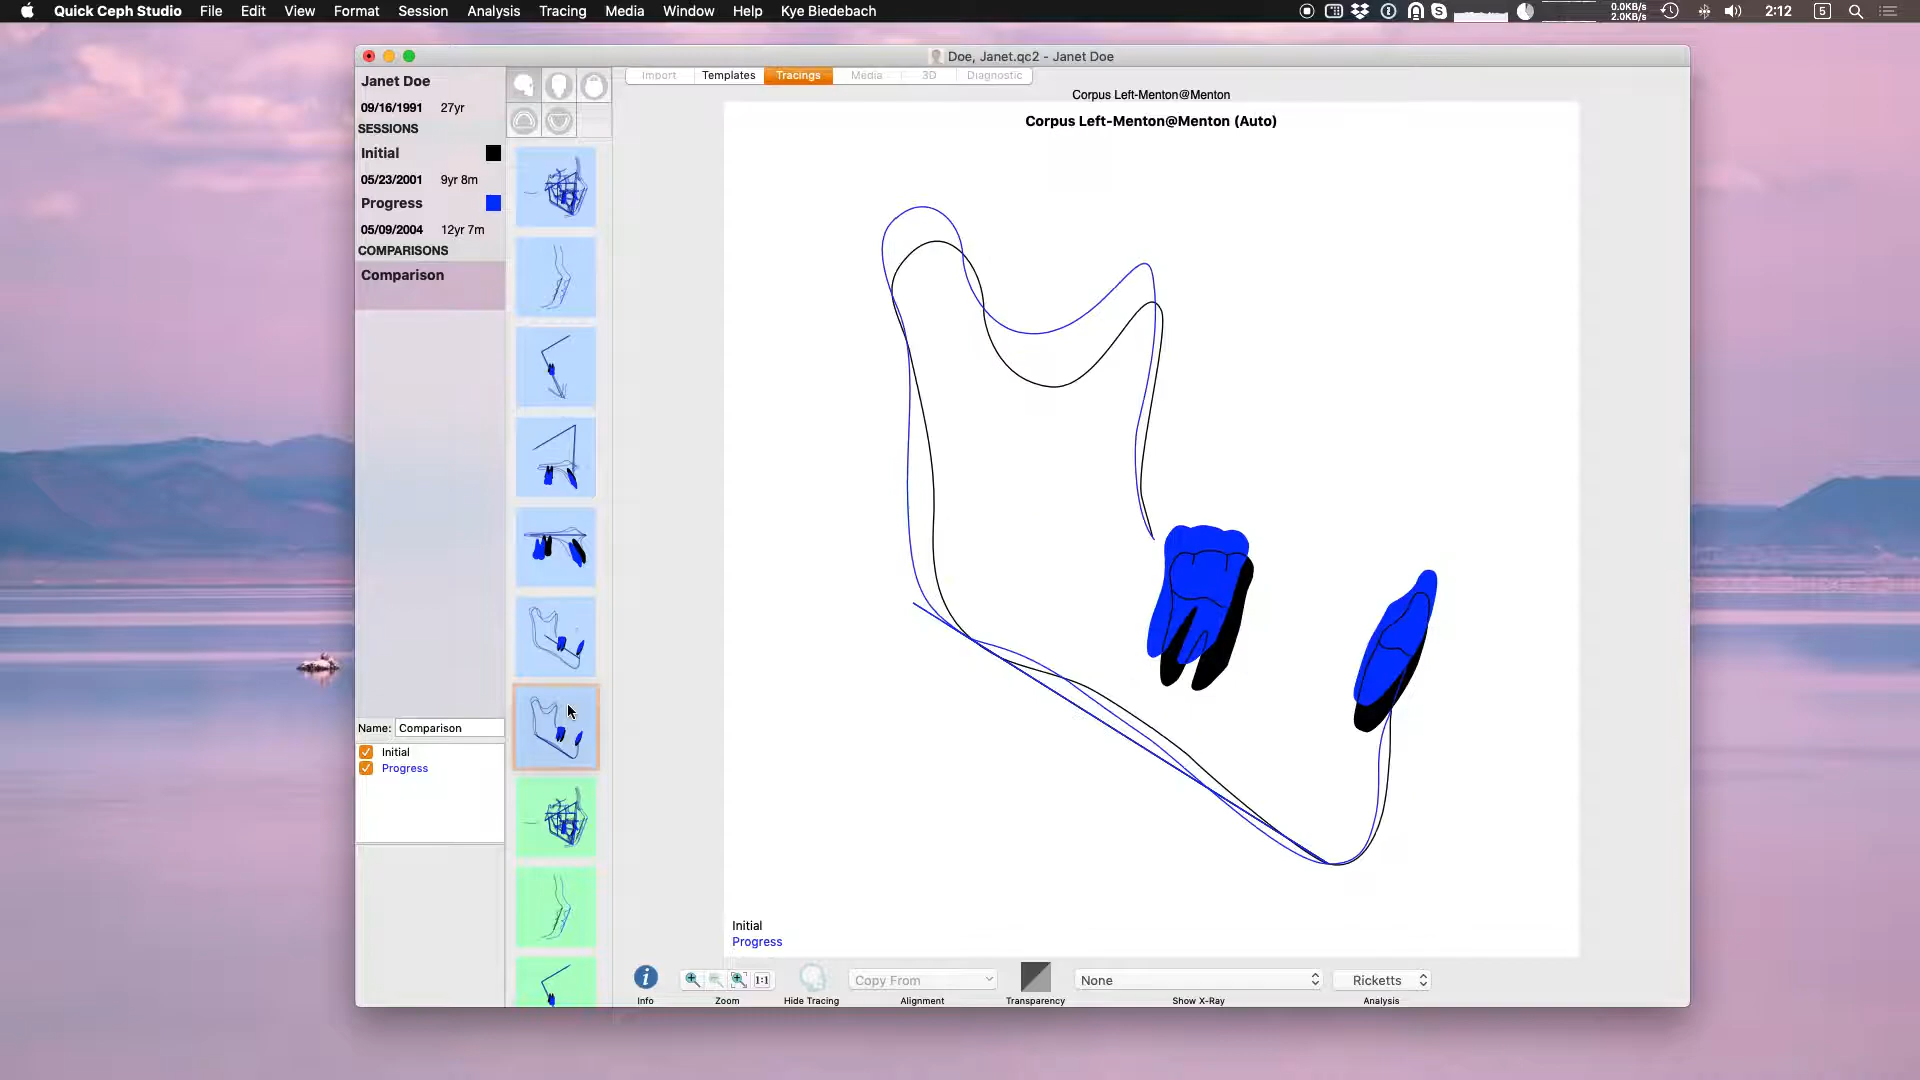 Quick Ceph Studio File Edit View Format Session Analysis Tracing Media Window Help Kye Biedebach 0.0KB/s 2.0KB/s 2:12 5
Doe, Janet.qc2 - Janet Doe
Janet Doe
09/16/1991 27yr
SESSIONS
Initial
05/23/2001 9yr 8m
Progress
05/09/2004 12yr 7m
COMPARISONS
Comparison
Name: Comparison
Initial
Progress
Import Templates Tracings Media 3D Diagnostic
Corpus Left-Menton@Menton
Corpus Left-Menton@Menton (Auto)
Initial
Progress
1:1 Copy From None Ricketts
Info Zoom Hide Tracing Alignment Transparency Show X-Ray Analysis